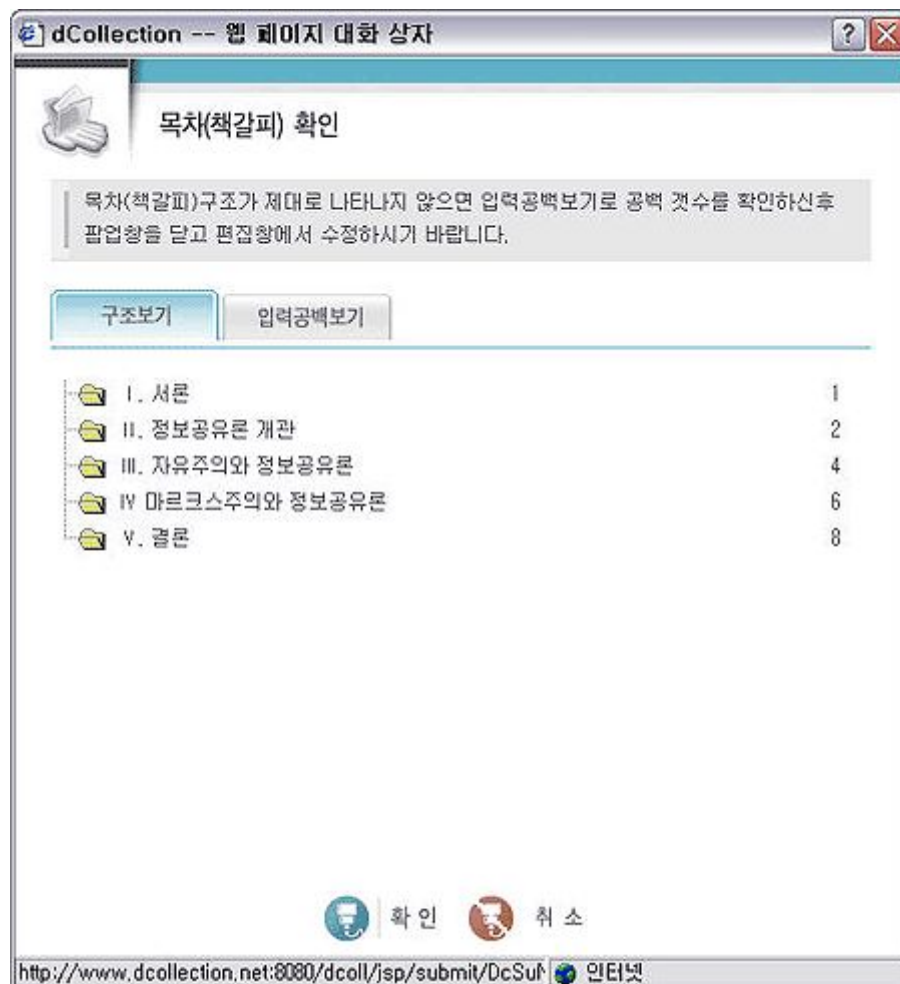 dCollection -- 웹 페이지 대화 상자
목차(책갈피) 확인
목차(책갈피)구조가 제대로 나타나지 않으면 입력공백보기로 공백 갯수를 확인하신후
팝업창을 닫고 편집창에서 수정하시기 바랍니다.
구조보기 입력공백보기
I. 서론 1
II. 정보공유론 개관 2
III. 자유주의와 정보공유론 4
IV 마르크스주의와 정보공유론 6
V. 결론 8
확인 취소
http://www.dcollection.net:8080/dcoll/jsp/submit/DcSub 인터넷